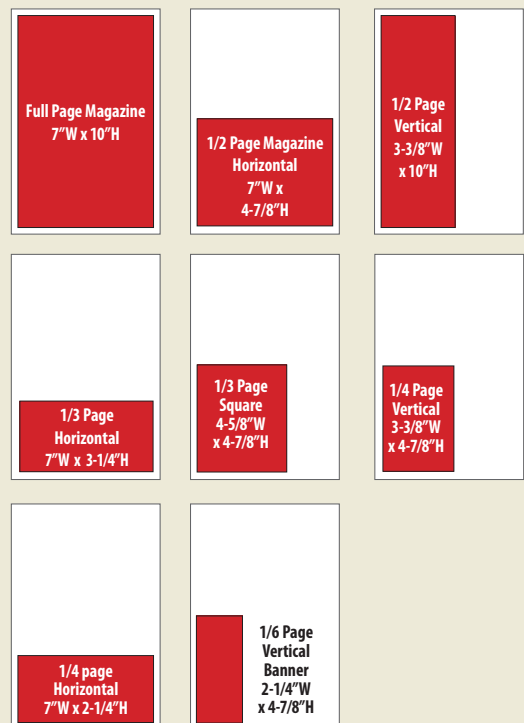 Full Page Magazine
7”W x 10”H
1/2 Page Magazine
Horizontal
7”W x
4-7/8”H
1/2 Page
Vertical
3-3/8”W
x 10”H
1/3 Page
Horizontal
7”W x 3-1/4”H
1/3 Page
Square
4-5/8”W
x 4-7/8”H
1/4 Page
Vertical
3-3/8”W
x 4-7/8”H
1/4 page
Horizontal
7”W x 2-1/4”H
1/6 Page
Vertical
Banner
2-1/4”W
x 4-7/8”H